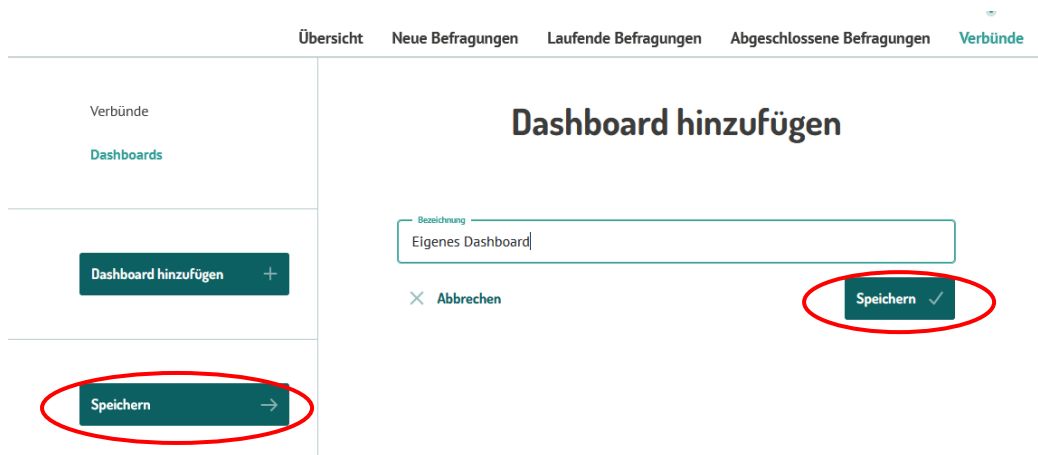 Übersicht Neue Befragungen Laufende Befragungen Abgeschlossene Befragungen Verbünde
Verbünde
Dashboards
Dashboard hinzufügen
Speichern
Dashboard hinzufügen
Bezeichnung
Eigenes Dashboard
Abbrechen
Speichern